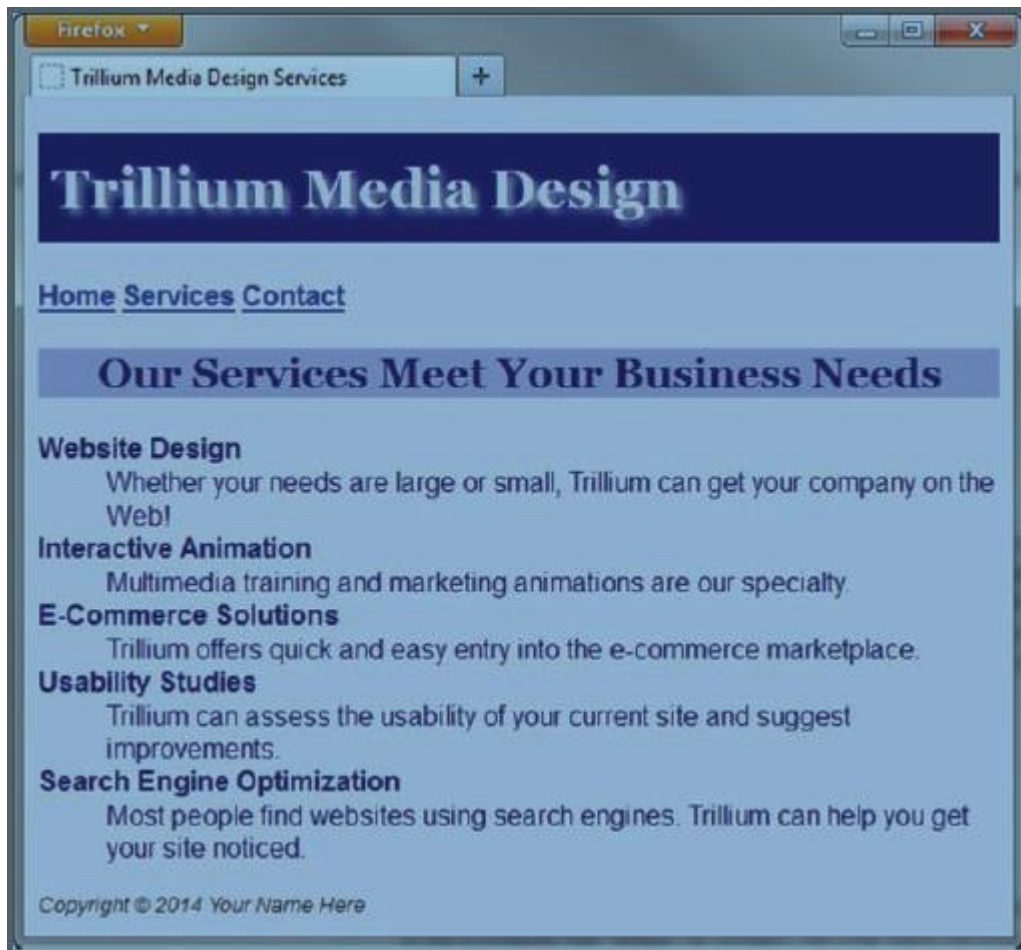 Firefox
Trillium Media Design Services
Trillium Media Design
Home Services Contact
Our Services Meet Your Business Needs
Website Design
Whether your needs are large or small, Trillium can get your company on the
Web!
Interactive Animation
Multimedia training and marketing animations are our specialty.
E-Commerce Solutions
Trillium offers quick and easy entry into the e-commerce marketplace.
Usability Studies
Trillium can assess the usability of your current site and suggest
improvements.
Search Engine Optimization
Most people find websites using search engines. Trillium can help you get
your site noticed.
Copyright © 2014 Your Name Here